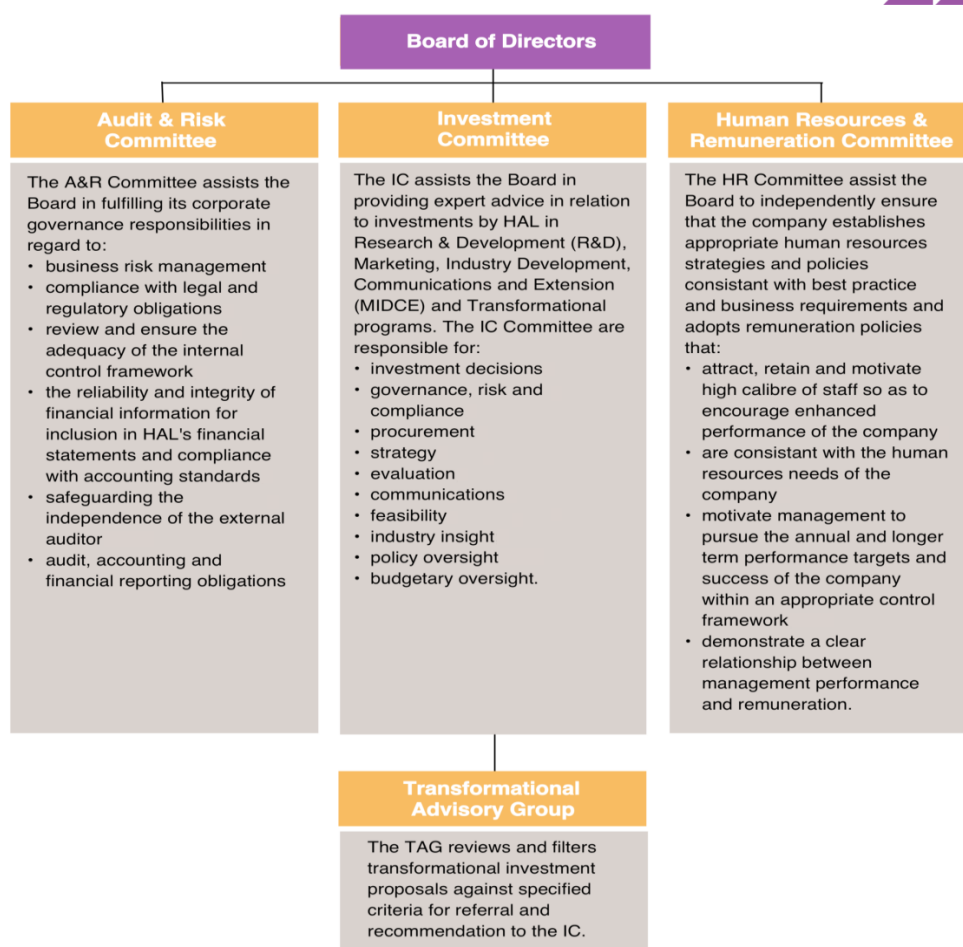 Board of Directors
Audit & Risk
Committee
The A&R Committee assists the
Board in fulfilling its corporate
governance responsibilities in
regard to:
• business risk management
• compliance with legal and
regulatory obligations
• review and ensure the
adequacy of the internal
control framework
• the reliability and integrity of
financial information for
inclusion in HAL's financial
statements and compliance
with accounting standards
• safeguarding the
independence of the external
auditor
• audit, accounting and
financial reporting obligations
Investment
Committee
The IC assists the Board in
providing expert advice in relation
to investments by HAL in
Research & Development (R&D),
Marketing, Industry Development,
Communications and Extension
(MIDCE) and Transformational
programs. The IC Committee are
responsible for:
• investment decisions
• governance, risk and
compliance
• procurement
• strategy
• evaluation
• communications
• feasibility
• industry insight
• policy oversight
• budgetary oversight.
Human Resources &
Remuneration Committee
The HR Committee assist the
Board to independently ensure
that the company establishes
appropriate human resources
strategies and policies
consistent with best practice
and business requirements and
adopts remuneration policies
that:
• attract, retain and motivate
high calibre of staff so as to
encourage enhanced
performance of the company
• are consistent with the human
resources needs of the
company
• motivate management to
pursue the annual and longer
term performance targets and
success of the company
within an appropriate control
framework
• demonstrate a clear
relationship between
management performance
and remuneration.
Transformational
Advisory Group
The TAG reviews and filters
transformational investment
proposals against specified
criteria for referral and
recommendation to the IC.